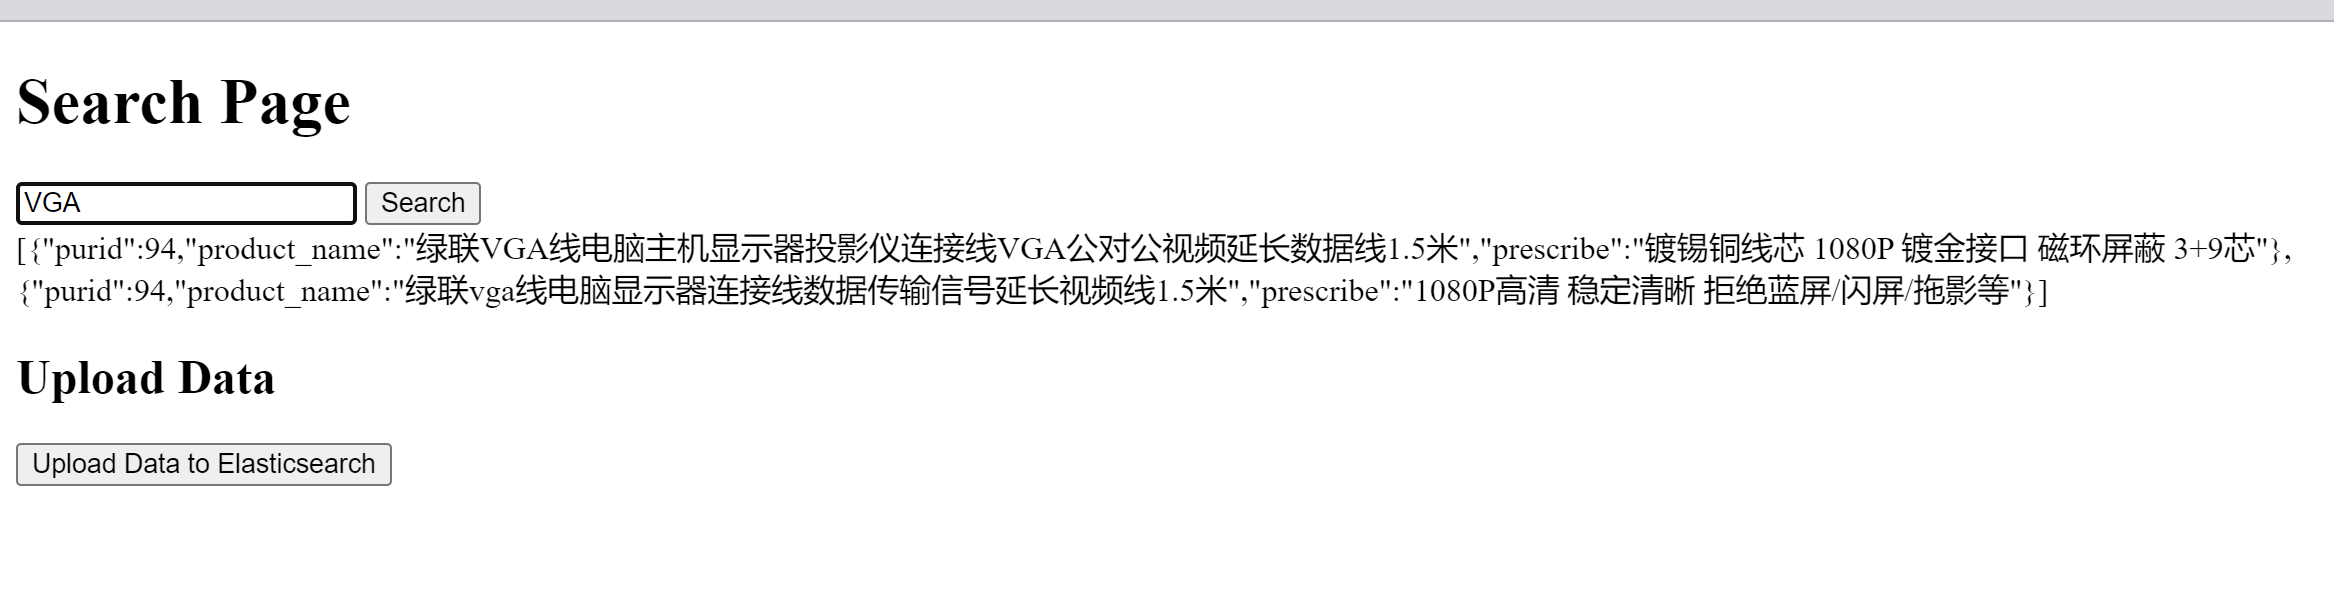 Search Page
VGA Search
[{"purid":94,"product_name":"绿联VGA线电脑主机显示器投影仪连接线VGA公对公视频延长数据线1.5米","prescribe":"镀锡铜线芯 1080P 镀金接口 磁环屏蔽 3+9芯"},
{"purid":94,"product_name":"绿联vga线电脑显示器连接线数据传输信号延长视频线1.5米","prescribe":"1080P高清 稳定清晰 拒绝蓝屏/闪屏/拖影等"}]
Upload Data
Upload Data to Elasticsearch